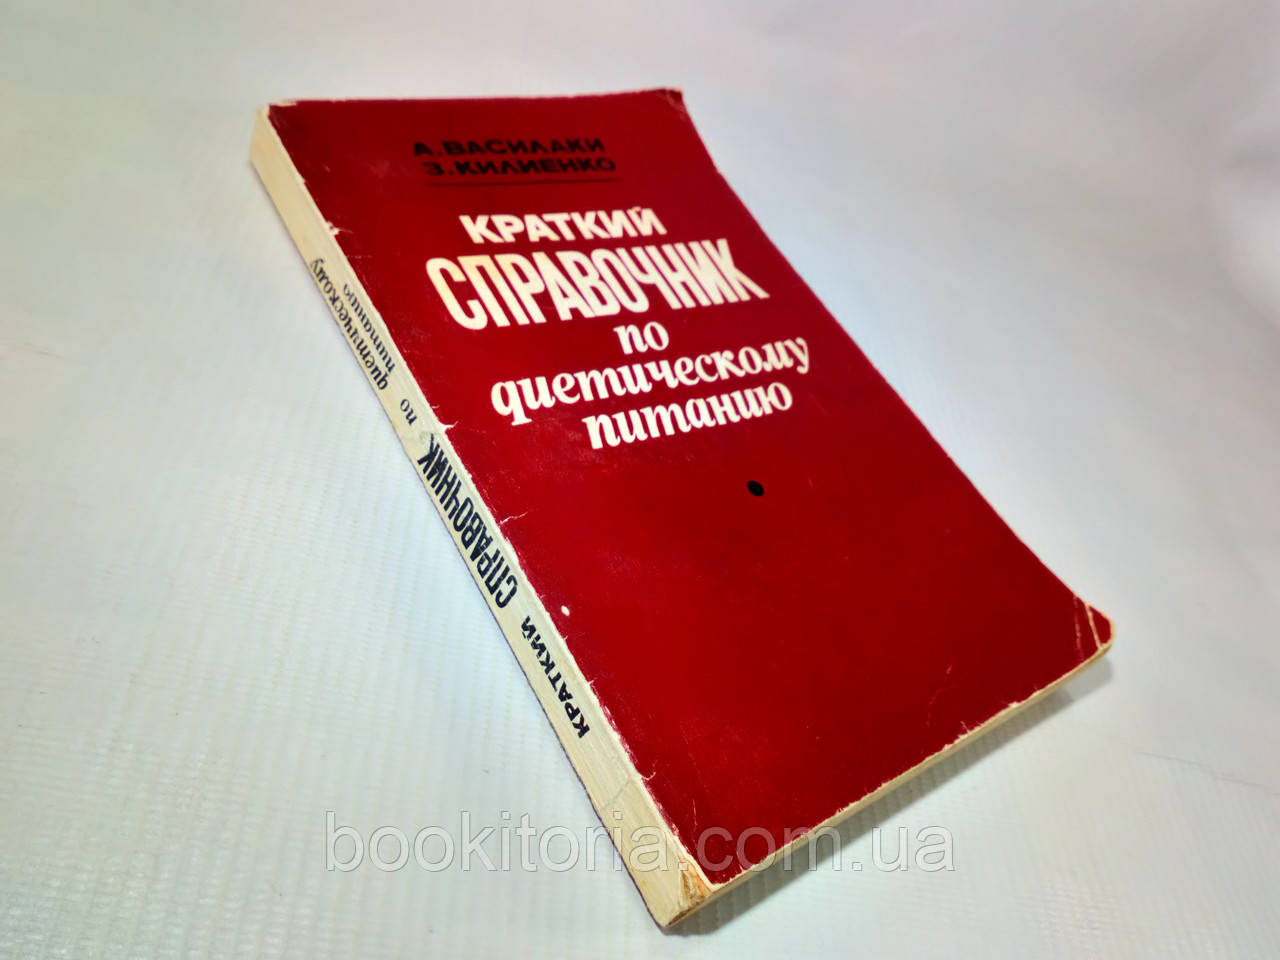 А. ВАСИЛАКИ
З. КИЛИЕНКО
КРАТКИЙ
СПРАВОЧНИК
по
диетическому
питанию
КРАТКИЙ СПРАВОЧНИК по диетическому
питанию
bookitoria.com.ua